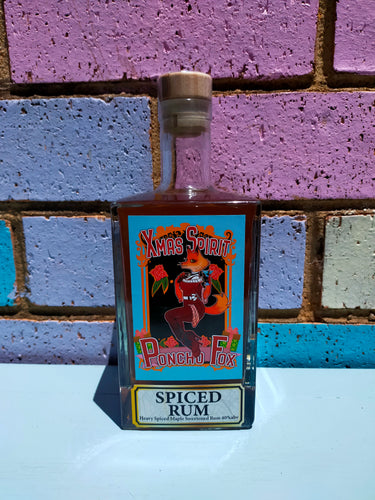 XMAS SPIRIT
PONCHO FOX
SPICED
RUM
Heavy Spiced Maple Sweetened Rum 40%abv